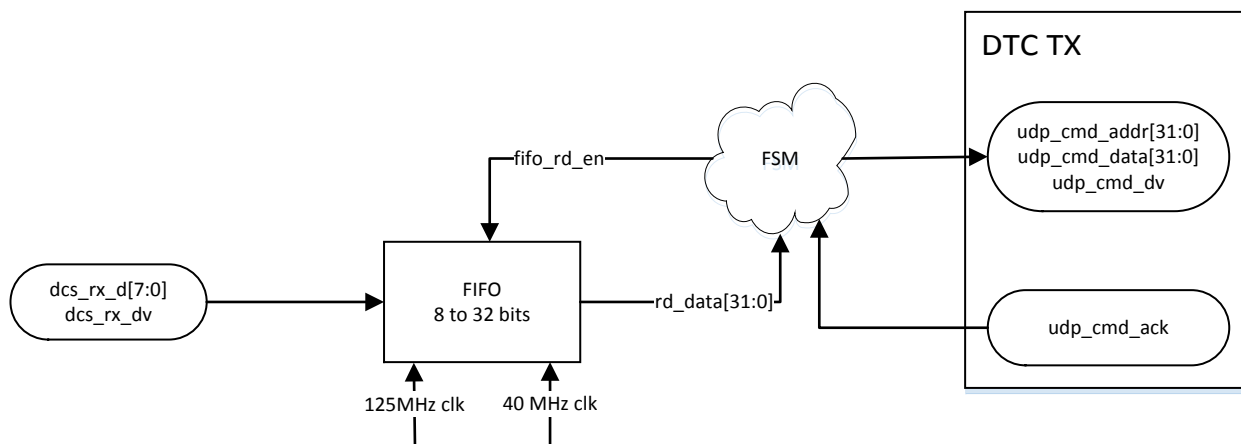 DTC TX
udp_cmd_addr[31:0]
udp_cmd_data[31:0]
udp_cmd_dv
fifo_rd_en
FSM
FIFO
8 to 32 bits
dcs_rx_d[7:0]
dcs_rx_dv
rd_data[31:0]
udp_cmd_ack
125MHz clk
40 MHz clk